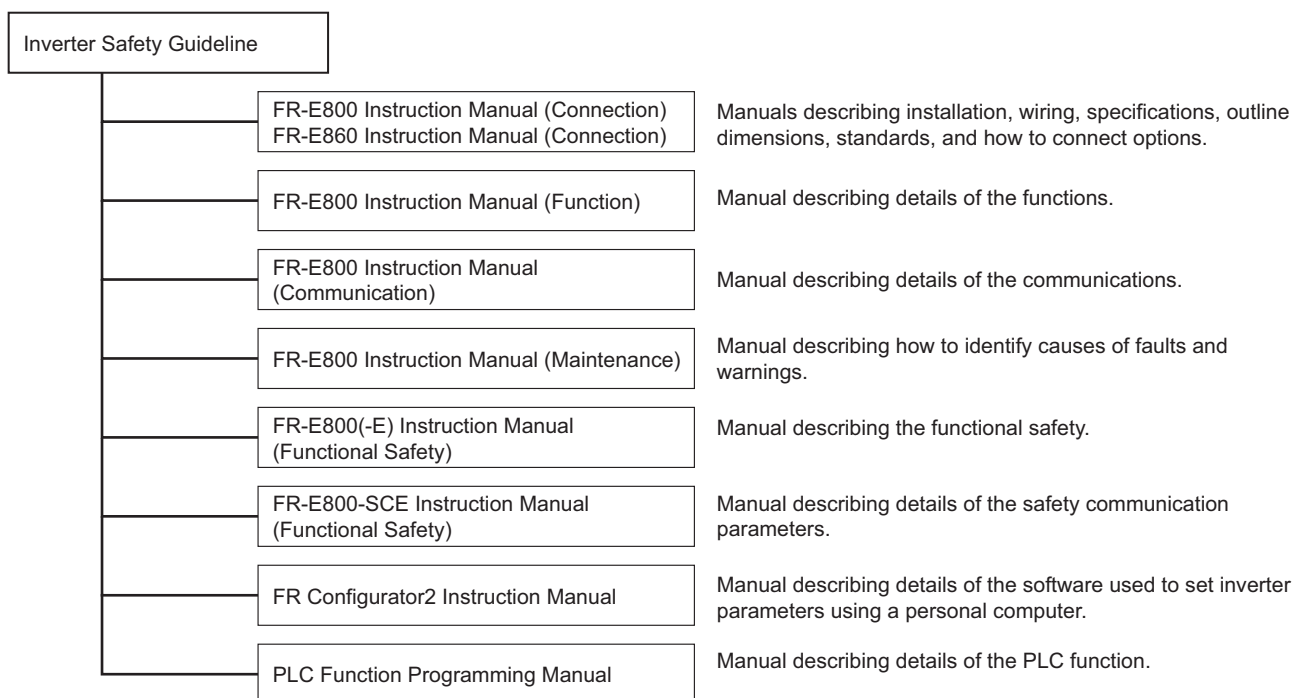 Inverter Safety Guideline
FR-E800 Instruction Manual (Connection)
FR-E860 Instruction Manual (Connection)
Manuals describing installation, wiring, specifications, outline
dimensions, standards, and how to connect options.
FR-E800 Instruction Manual (Function)
Manual describing details of the functions.
FR-E800 Instruction Manual
(Communication)
Manual describing details of the communications.
FR-E800 Instruction Manual (Maintenance)
Manual describing how to identify causes of faults and
warnings.
FR-E800(-E) Instruction Manual
(Functional Safety)
Manual describing the functional safety.
FR-E800-SCE Instruction Manual
(Functional Safety)
Manual describing details of the safety communication
parameters.
FR Configurator2 Instruction Manual
Manual describing details of the software used to set inverter
parameters using a personal computer.
PLC Function Programming Manual
Manual describing details of the PLC function.